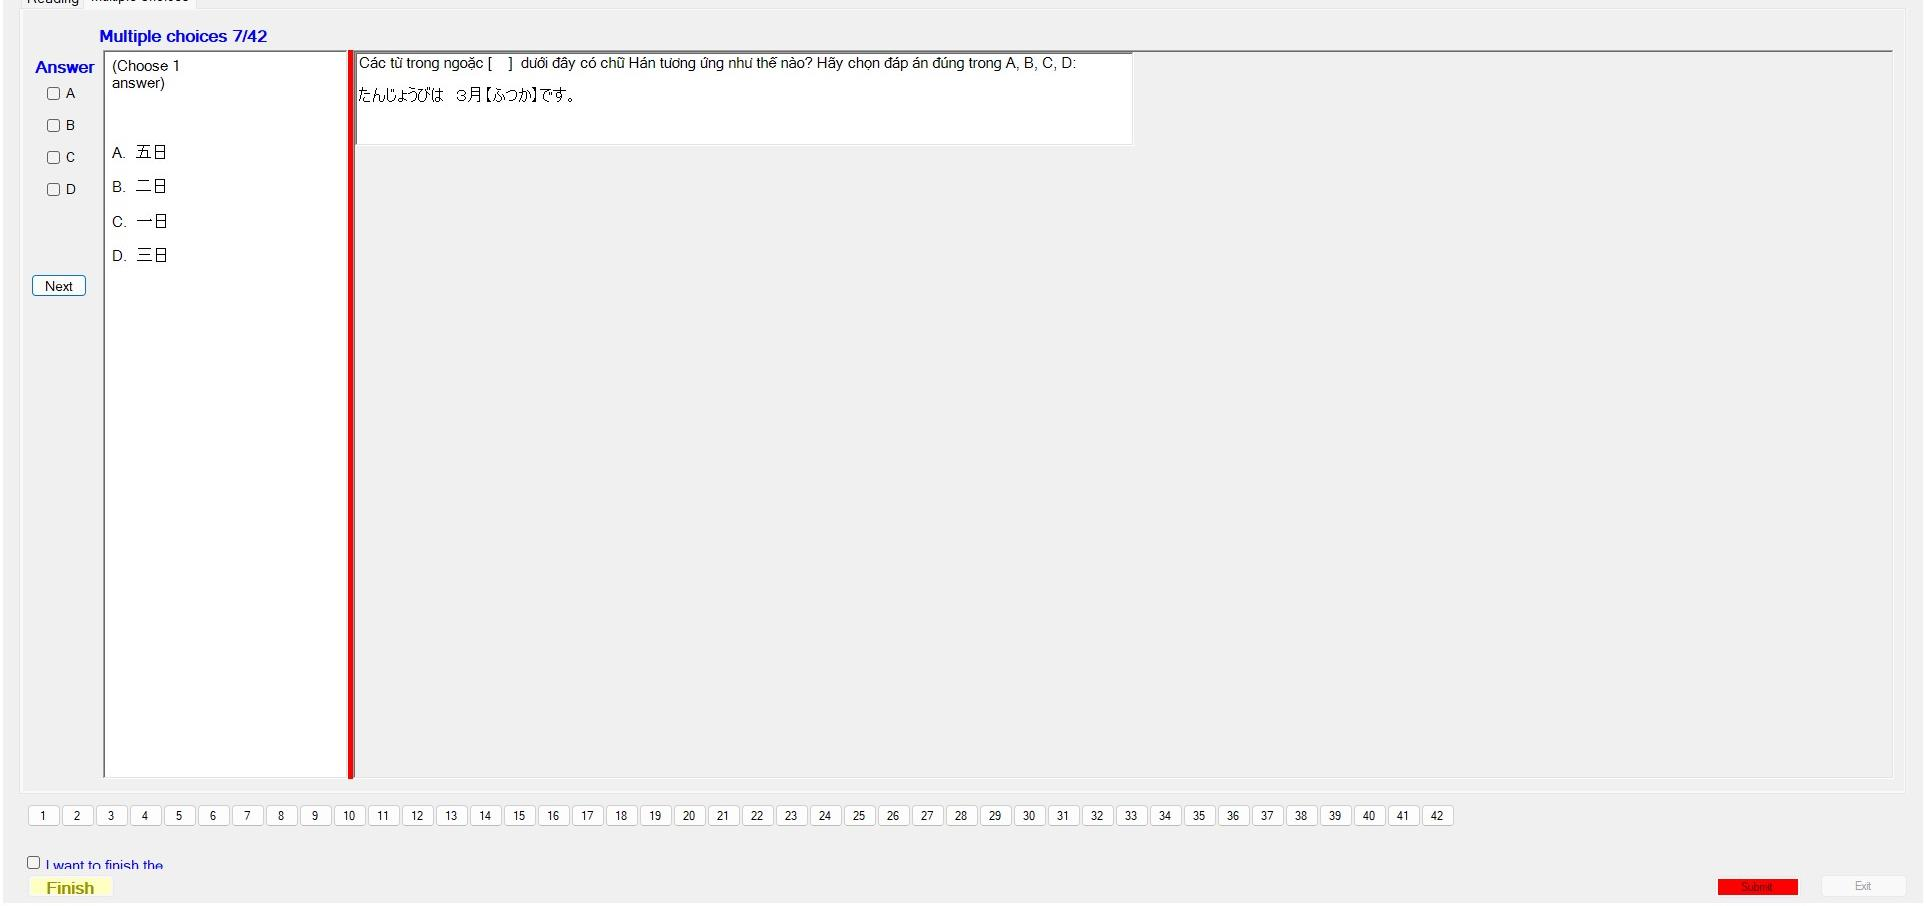 Reading Multiple Choices
Multiple choices 7/42
Answer
A
B
C
D
Next
(Choose 1
answer)
A. 五日
B. 二日
C. 一日
D. 三日
Các từ trong ngoặc [ ] dưới đây có chữ Hán tương ứng như thế nào? Hãy chọn đáp án đúng trong A, B, C, D:
たんじょうびは　３月【ふつか】です。
1 2 3 4 5 6 7 8 9 10 11 12 13 14 15 16 17 18 19 20 21 22 23 24 25 26 27 28 29 30 31 32 33 34 35 36 37 38 39 40 41 42
I want to finish the
Finish
Submit
Exit